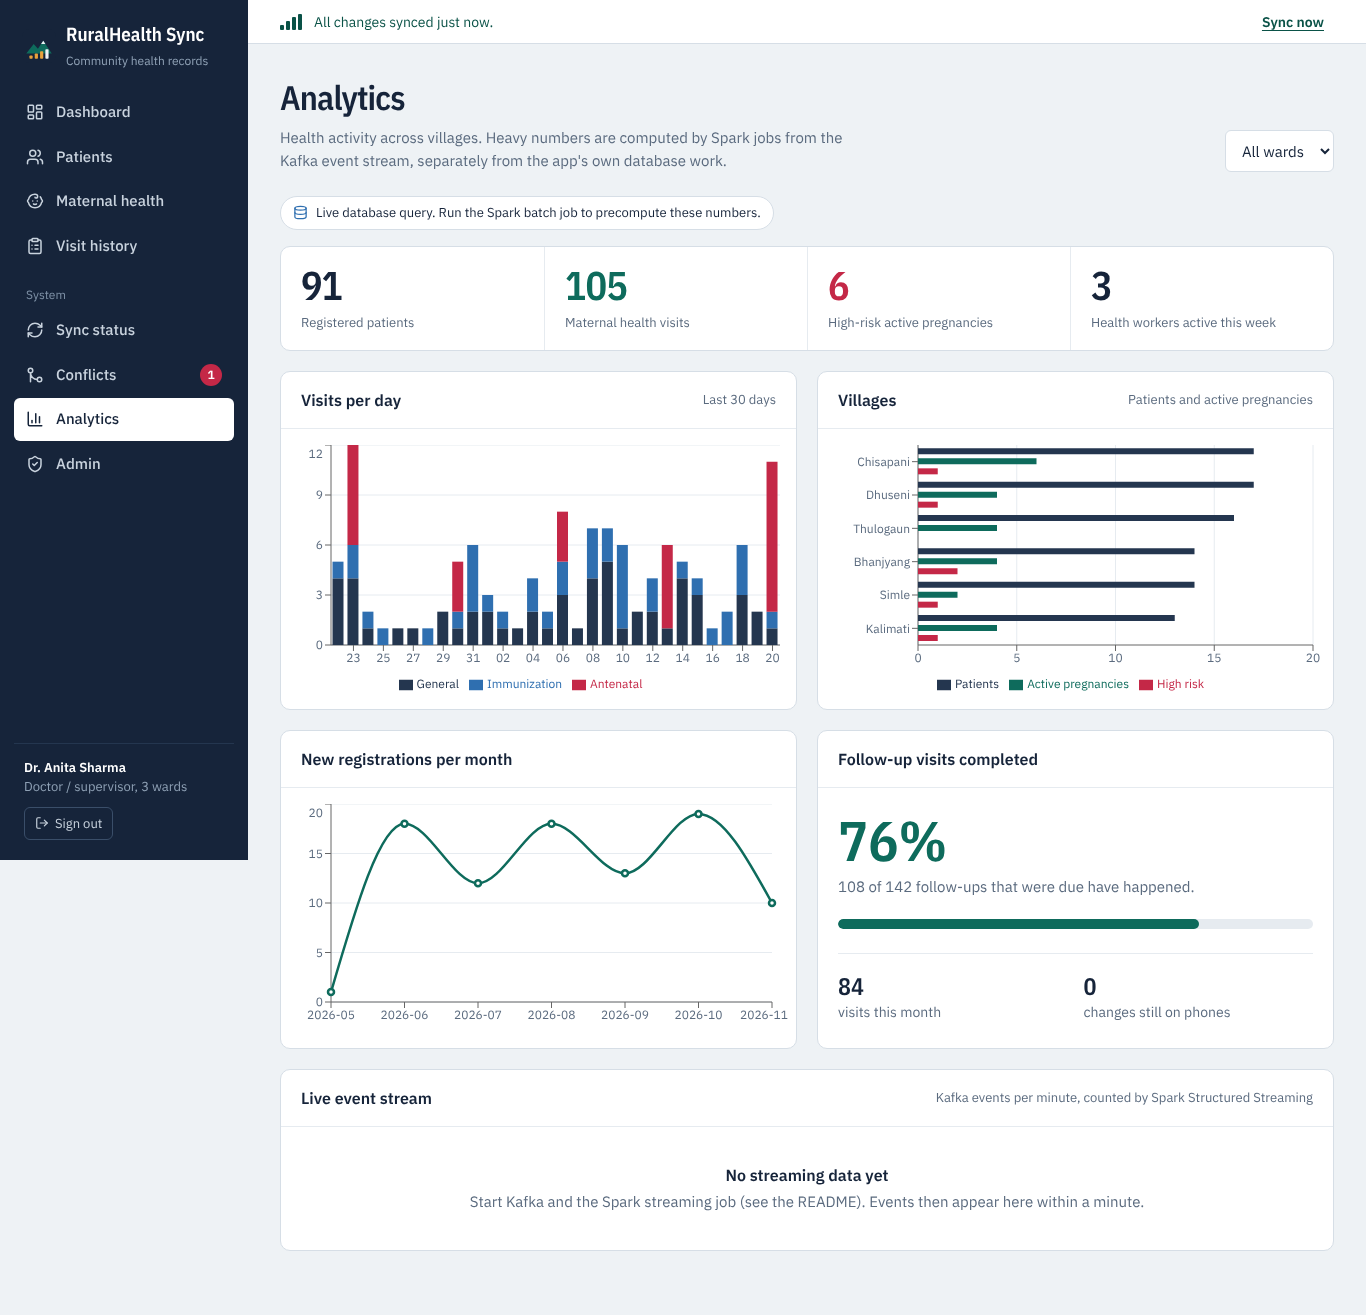 RuralHealth Sync
Community health records
Dashboard
Patients
Maternal health
Visit history
System
Sync status
Conflicts 1
Analytics
Admin
Dr. Anita Sharma
Doctor / supervisor, 3 wards
Sign out
All changes synced just now. Sync now
Analytics
Health activity across villages. Heavy numbers are computed by Spark jobs from the
Kafka event stream, separately from the app's own database work.
All wards
Live database query. Run the Spark batch job to precompute these numbers.
91 105 6 3
Registered patients Maternal health visits High-risk active pregnancies Health workers active this week
Visits per day Last 30 days
12
9
6
3
0
23 25 27 29 31 02 04 06 08 10 12 14 16 18 20
General Immunization Antenatal
Villages Patients and active pregnancies
Chisapani
Dhuseni
Thulogaun
Bhanjyang
Simle
Kalimati
0 5 10 15 20
Patients Active pregnancies High risk
New registrations per month
20
15
10
5
0
2026-05 2026-06 2026-07 2026-08 2026-09 2026-10 2026-11
Follow-up visits completed
76%
108 of 142 follow-ups that were due have happened.
84 0
visits this month changes still on phones
Live event stream Kafka events per minute, counted by Spark Structured Streaming
No streaming data yet
Start Kafka and the Spark streaming job (see the README). Events then appear here within a minute.